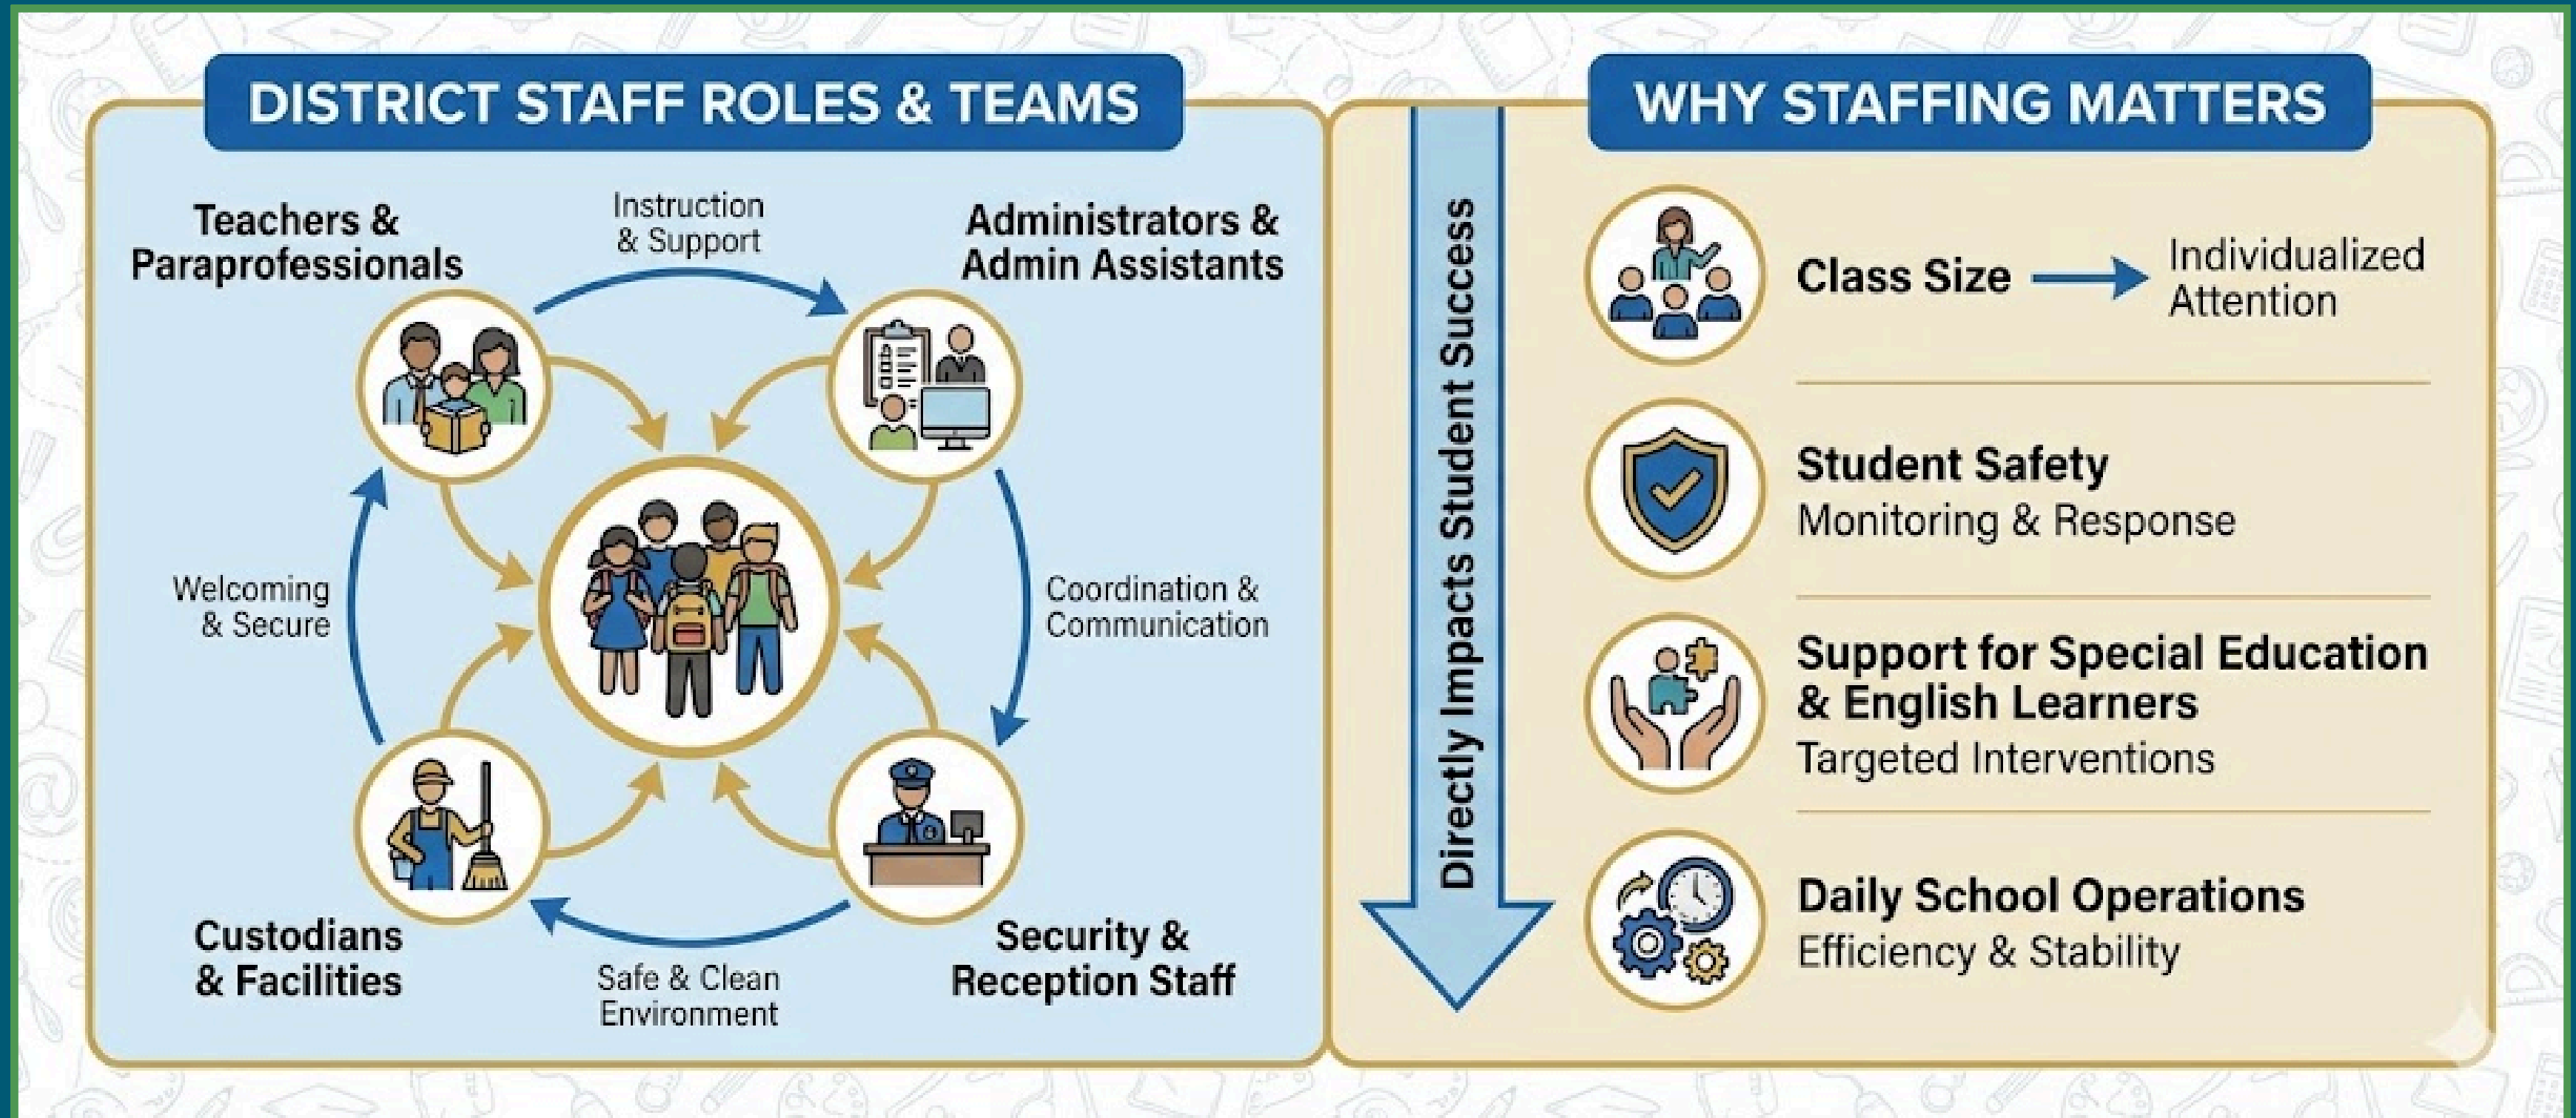 DISTRICT STAFF ROLES & TEAMS
Teachers &
Paraprofessionals
Instruction
& Support
Administrators &
Admin Assistants
Welcoming
& Secure
Coordination &
Communication
Custodians
& Facilities
Safe & Clean
Environment
Security &
Reception Staff
WHY STAFFING MATTERS
Directly Impacts Student Success
Class Size
Individualized
Attention
Student Safety
Monitoring & Response
Support for Special Education
& English Learners
Targeted Interventions
Daily School Operations
Efficiency & Stability